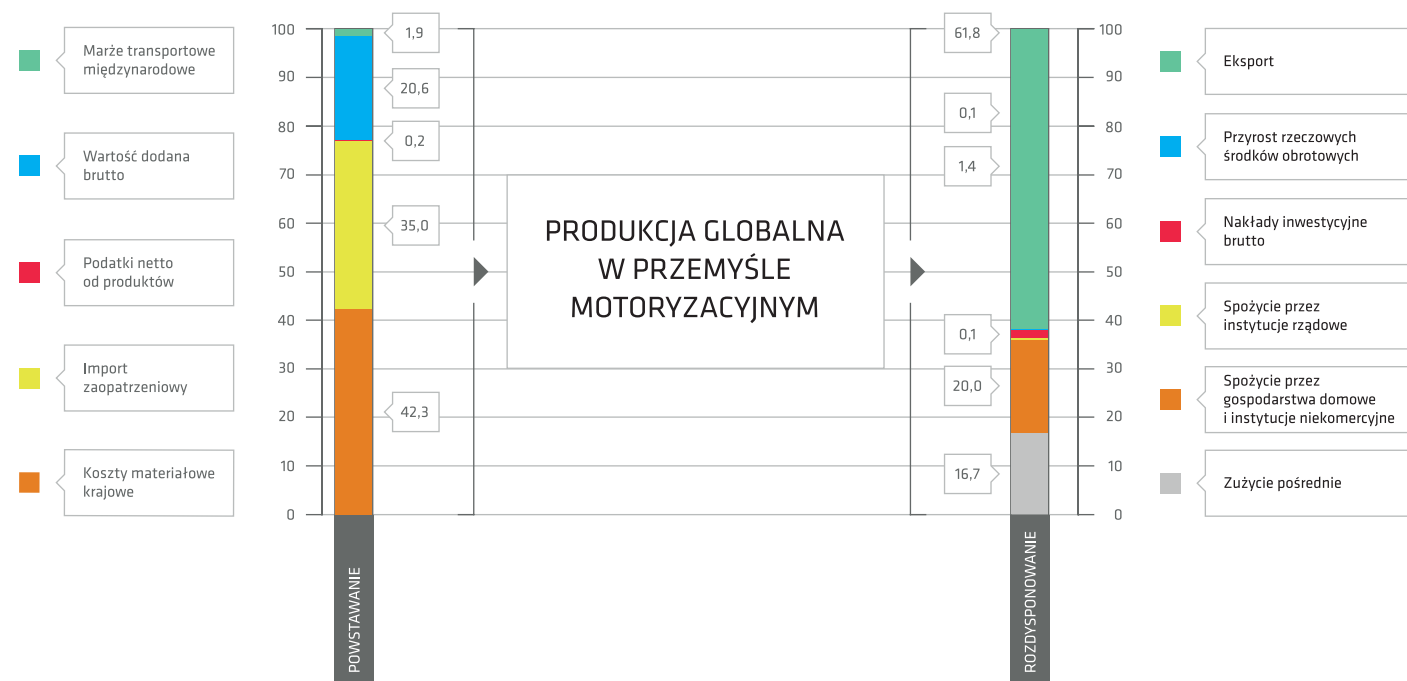 Marże transportowe
międzynarodowe
Wartość dodana
brutto
Podatki netto
od produktów
Import
zaopatrzeniowy
Koszty materiałowe
krajowe
100
90
80
70
60
50
40
30
20
10
0
1,9
20,6
0,2
35,0
42,3
POWSTAWANIE
PRODUKCJA GLOBALNA
W PRZEMYŚLE
MOTORYZACYJNYM
61,8
0,1
1,4
0,1
20,0
16,7
ROZDYSPONOWANIE
100
90
80
70
60
50
40
30
20
10
0
Eksport
Przyrost rzeczowych
środków obrotowych
Nakłady inwestycyjne
brutto
Spożycie przez
instytucje rządowe
Spożycie przez
gospodarstwa domowe
i instytucje niekomercyjne
Zużycie pośrednie